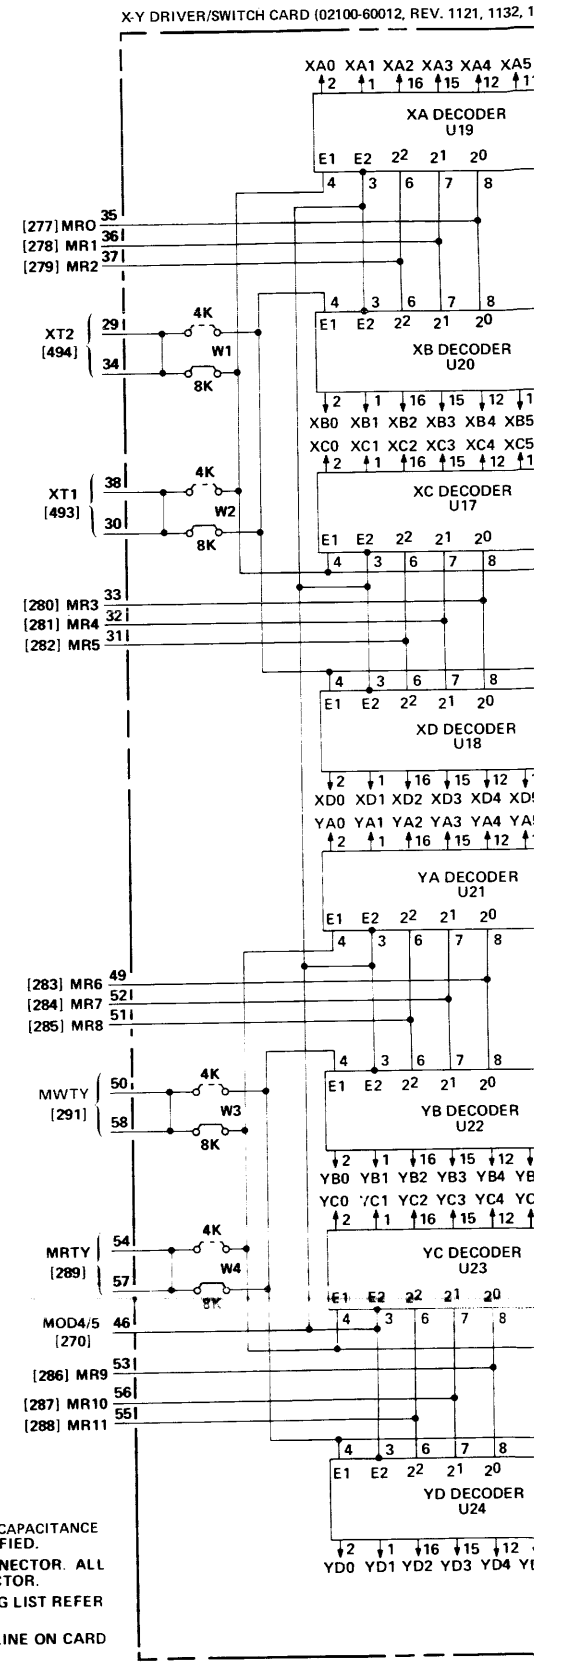 X-Y DRIVER/SWITCH CARD (02100-60012, REV. 1121, 1132, 1
XA0 XA1 XA2 XA3 XA4 XA5
2 1 16 15 12 11
XA DECODER
U19
E1 E2 2² 2¹ 2⁰
4 3 6 7 8
[277] MR0 35
[278] MR1 36
[279] MR2 37
4 3 6 7 8
E1 E2 2² 2¹ 2⁰
XB DECODER
U20
XT2
[494]
29
34
4K
W1
8K
2 1 16 15 12 1
XB0 XB1 XB2 XB3 XB4 XB5
XC0 XC1 XC2 XC3 XC4 XC5
2 1 16 15 12 1
XC DECODER
U17
XT1
[493]
38
30
4K
W2
8K
E1 E2 2² 2¹ 2⁰
4 3 6 7 8
[280] MR3 33
[281] MR4 32
[282] MR5 31
4 3 6 7 8
E1 E2 2² 2¹ 2⁰
XD DECODER
U18
2 1 16 15 12
XD0 XD1 XD2 XD3 XD4 XD5
YA0 YA1 YA2 YA3 YA4 YA
2 1 16 15 12
YA DECODER
U21
E1 E2 2² 2¹ 2⁰
4 3 6 7 8
[283] MR6 49
[284] MR7 52
[285] MR8 51
4 3 6 7 8
E1 E2 2² 2¹ 2⁰
YB DECODER
U22
MWTY
[291]
50
58
4K
W3
8K
2 1 16 15 12
YB0 YB1 YB2 YB3 YB4 YB
YC0 YC1 YC2 YC3 YC4 YC
2 1 16 15 12
YC DECODER
U23
MRTY
[289]
54
57
4K
W4
8K
E1 E2 2² 2¹ 2⁰
4 3 6 7 8
MOD4/5 46
[270]
[286] MR9 53
[287] MR10 56
[288] MR11 55
4 3 6 7 8
E1 E2 2² 2¹ 2⁰
YD DECODER
U24
2 1 16 15 12
YD0 YD1 YD2 YD3 YD4
CAPACITANCE
FIED.
NECTOR. ALL
CTOR.
G LIST REFER
LINE ON CARD